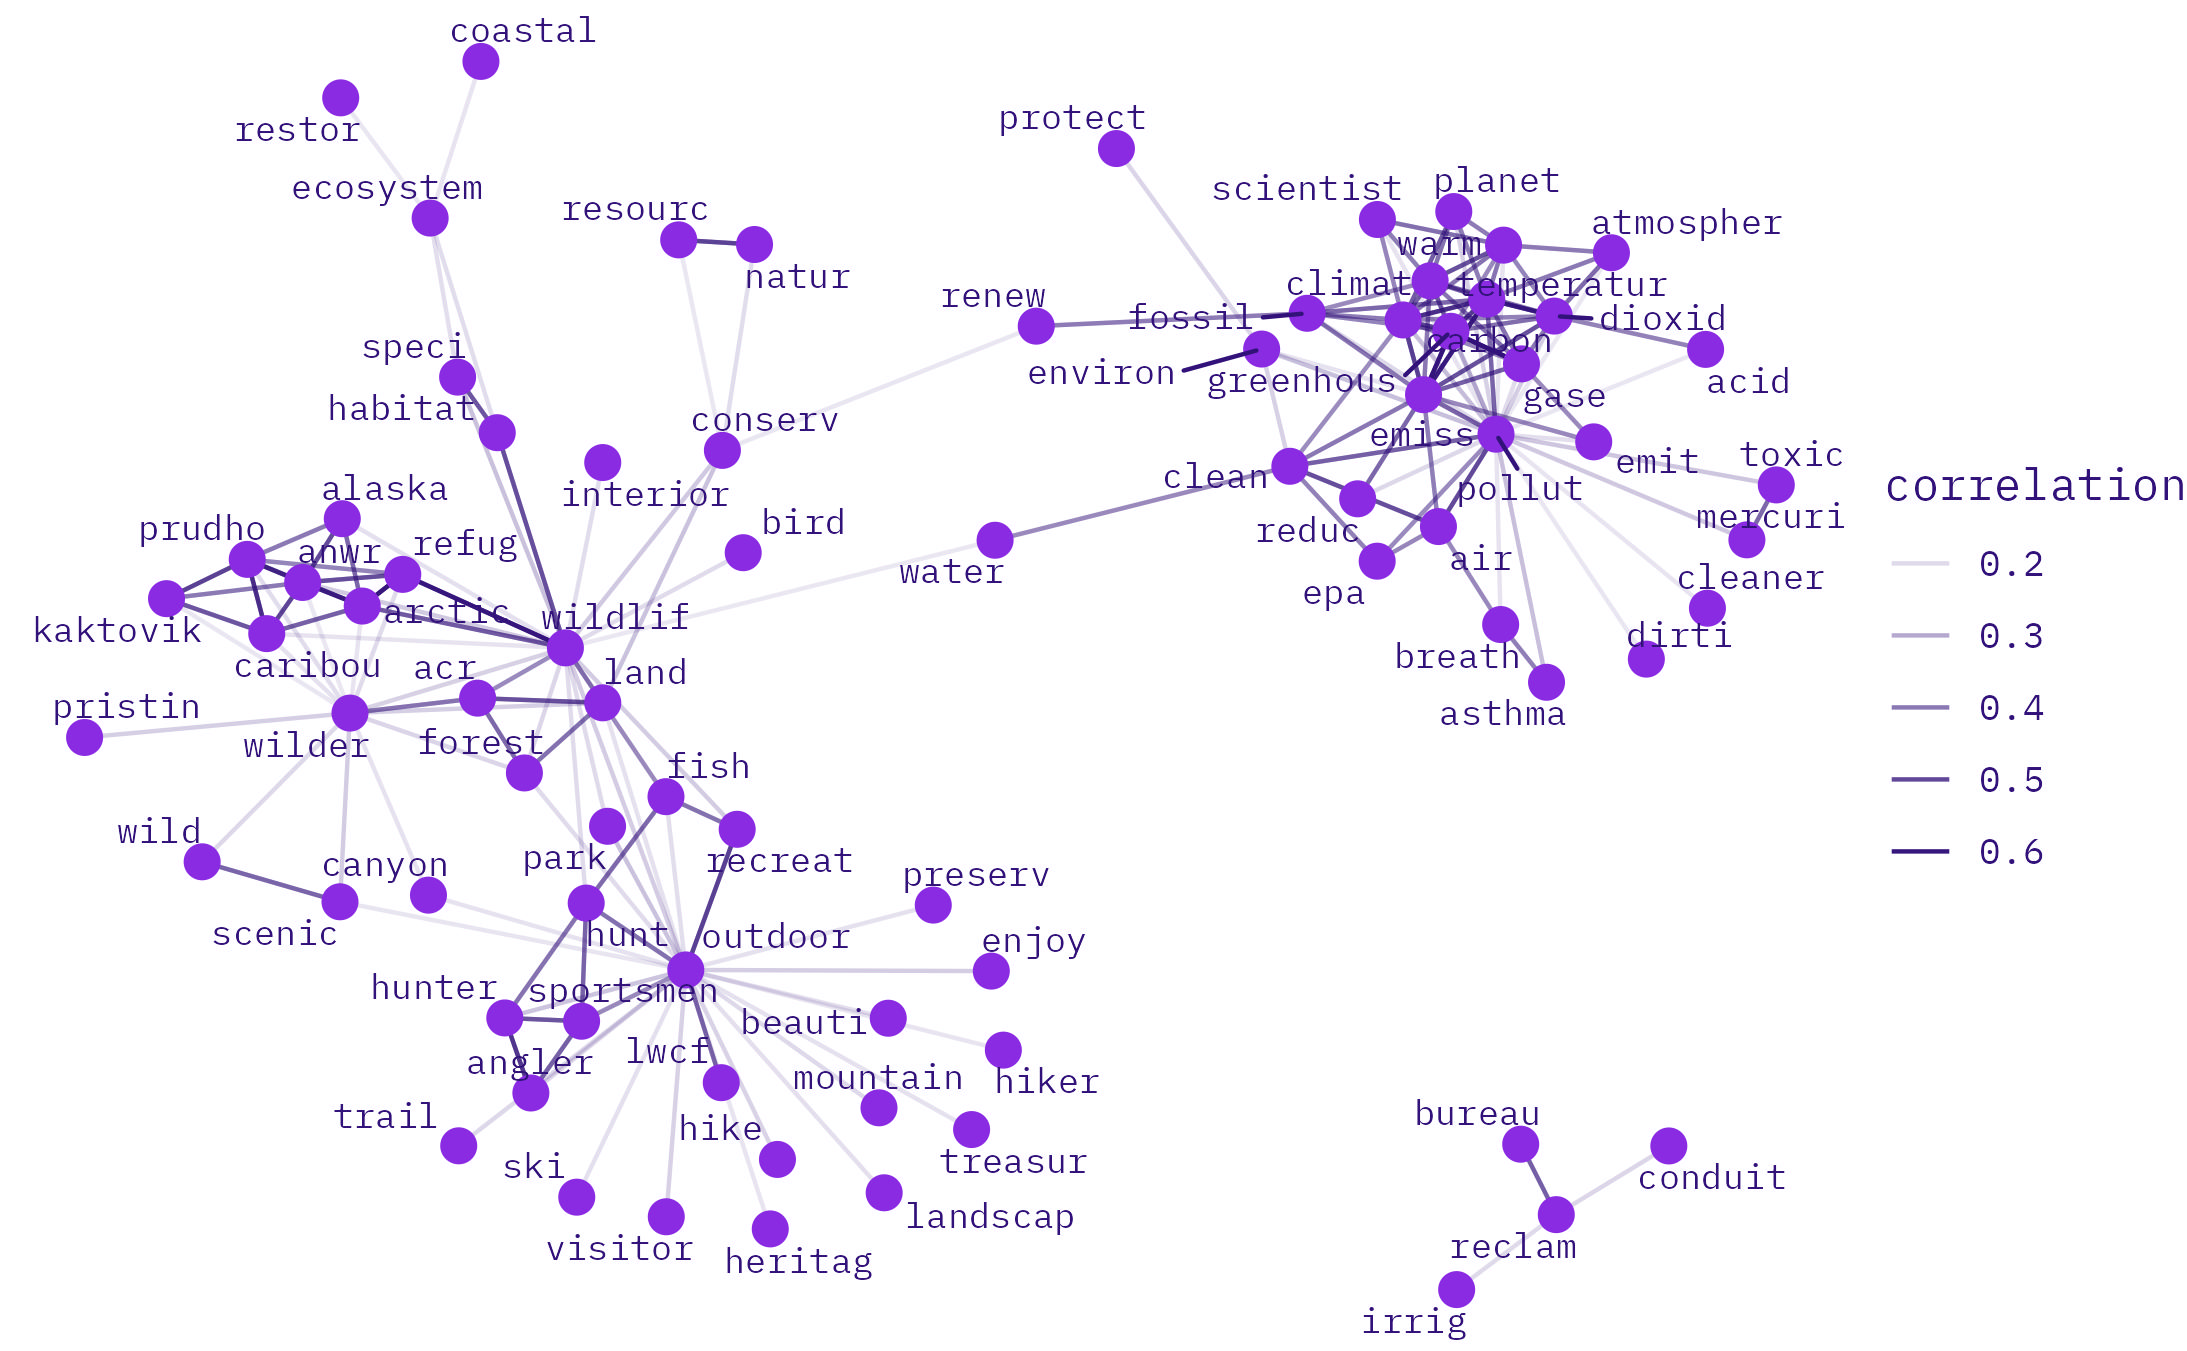 coastal
restor
protect
ecosystem
scientist
planet
resourc
atmospher
warm
natur
climat
temperatur
renew
fossil
dioxid
carbon
speci
environ
greenhous
acid
gase
habitat
conserv
emiss
toxic
emit
clean
alaska
interior
pollut
correlation
prudho
bird
mercuri
reduc
anwr
refug
air
water
0.2
cleaner
epa
arctic
wildlif
kaktovik
dirti
0.3
breath
caribou
acr
land
pristin
asthma
0.4
wilder
forest
fish
0.5
wild
park
recreat
canyon
0.6
preserv
scenic
hunt
outdoor
enjoy
hunter
sportsmen
beauti
lwcf
angler
mountain
hiker
trail
hike
bureau
treasur
ski
conduit
landscap
visitor
reclam
heritag
irrig